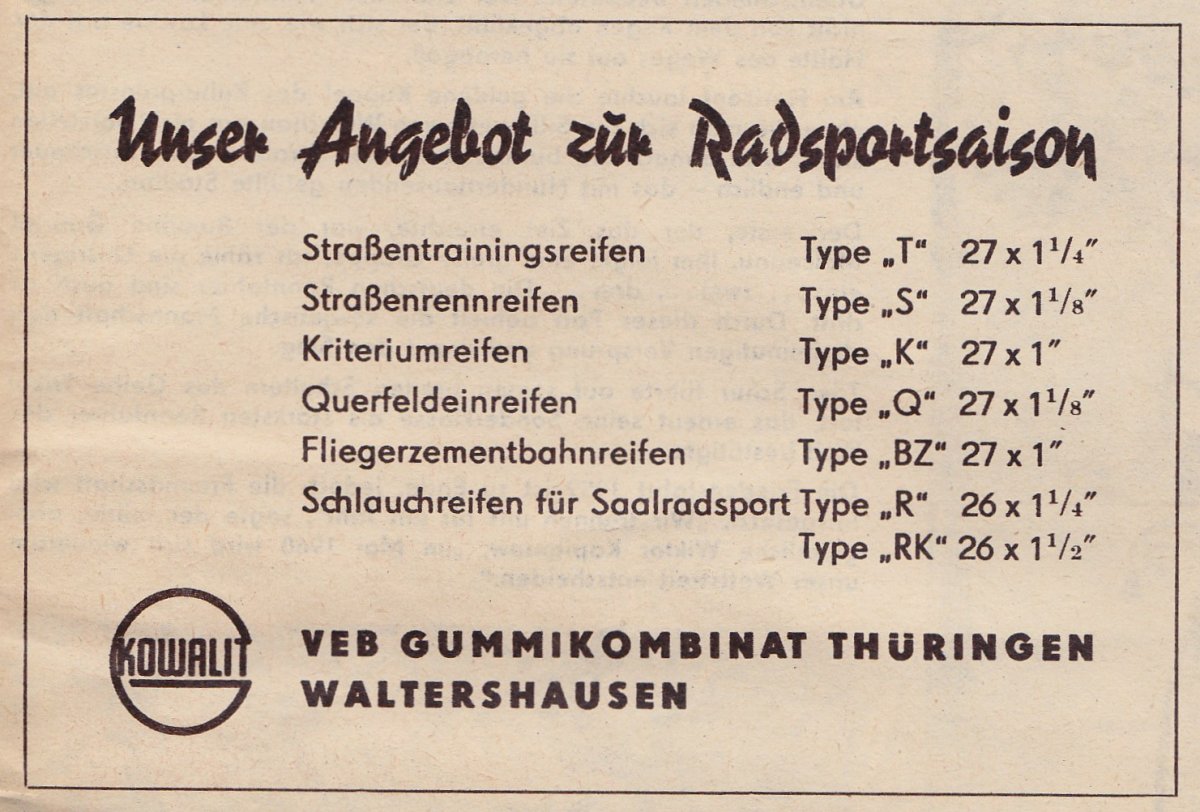 Unser Angebot zur Radsportsaison
Straßentrainingsreifen Type „T“ 27 x 1¹/₄″
Straßenrennreifen Type „S“ 27 x 1¹/₈″
Kriteriumreifen Type „K“ 27 x 1″
Querfeldeinreifen Type „Q“ 27 x 1¹/₈″
Fliegerzementbahnreifen Type „BZ“ 27 x 1″
Schlauchreifen für Saalradsport Type „R“ 26 x 1¹/₄″
Type „RK“ 26 x 1¹/₂″
KOWALIT
VEB GUMMIKOMBINAT THÜRINGEN
WALTERSHAUSEN